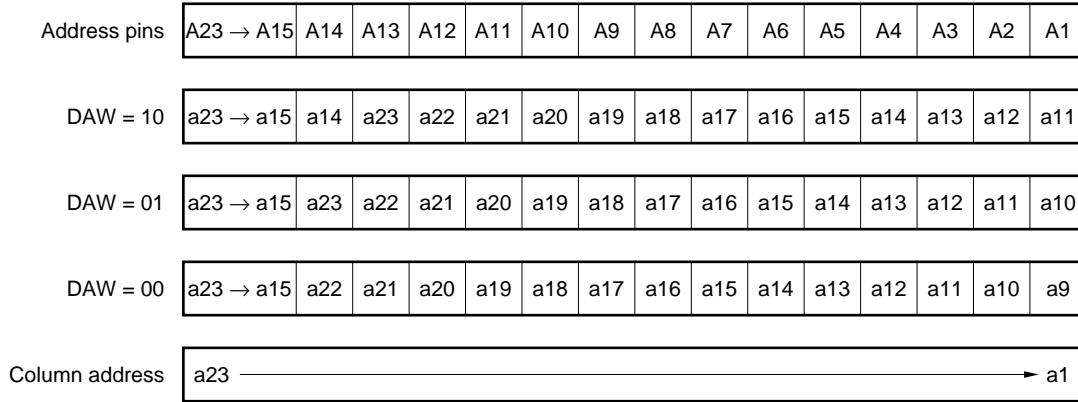 Address pins A23 → A15 A14 A13 A12 A11 A10 A9 A8 A7 A6 A5 A4 A3 A2 A1
DAW = 10 a23 → a15 a14 a23 a22 a21 a20 a19 a18 a17 a16 a15 a14 a13 a12 a11
DAW = 01 a23 → a15 a23 a22 a21 a20 a19 a18 a17 a16 a15 a14 a13 a12 a11 a10
DAW = 00 a23 → a15 a22 a21 a20 a19 a18 a17 a16 a15 a14 a13 a12 a11 a10 a9
Column address a23 → a1